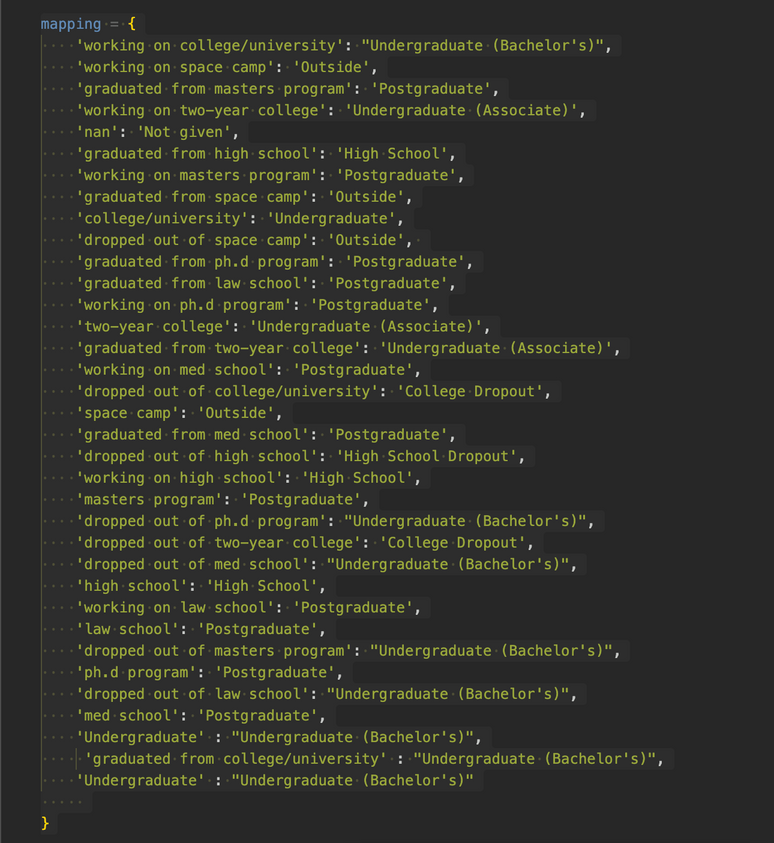 mapping = {
'working on college/university': "Undergraduate (Bachelor's)",
'working on space camp': 'Outside',
'graduated from masters program': 'Postgraduate',
'working on two-year college': 'Undergraduate (Associate)',
'nan': 'Not given',
'graduated from high school': 'High School',
'working on masters program': 'Postgraduate',
'graduated from space camp': 'Outside',
'college/university': 'Undergraduate',
'dropped out of space camp': 'Outside',
'graduated from ph.d program': 'Postgraduate',
'graduated from law school': 'Postgraduate',
'working on ph.d program': 'Postgraduate',
'two-year college': 'Undergraduate (Associate)',
'graduated from two-year college': 'Undergraduate (Associate)',
'working on med school': 'Postgraduate',
'dropped out of college/university': 'College Dropout',
'space camp': 'Outside',
'graduated from med school': 'Postgraduate',
'dropped out of high school': 'High School Dropout',
'working on high school': 'High School',
'masters program': 'Postgraduate',
'dropped out of ph.d program': "Undergraduate (Bachelor's)",
'dropped out of two-year college': 'College Dropout',
'dropped out of med school': "Undergraduate (Bachelor's)",
'high school': 'High School',
'working on law school': 'Postgraduate',
'law school': 'Postgraduate',
'dropped out of masters program': "Undergraduate (Bachelor's)",
'ph.d program': 'Postgraduate',
'dropped out of law school': "Undergraduate (Bachelor's)",
'med school': 'Postgraduate',
'Undergraduate' : "Undergraduate (Bachelor's)",
'graduated from college/university' : "Undergraduate (Bachelor's)",
'Undergraduate' : "Undergraduate (Bachelor's)"
}